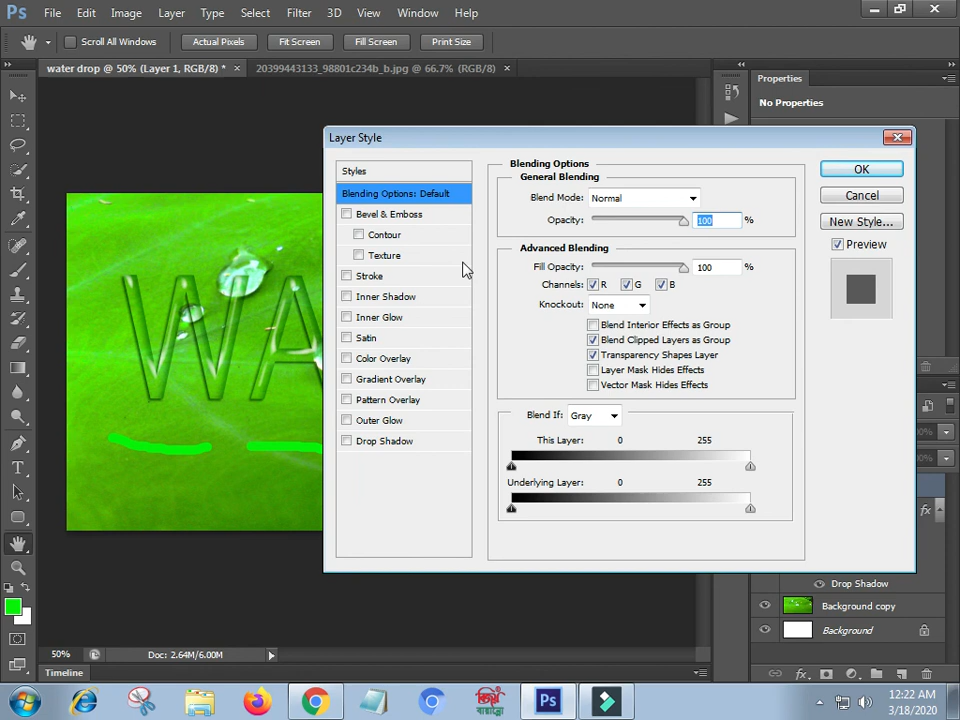 Ps File Edit Image Layer Type Select Filter 3D View Window Help
Scroll All Windows Actual Pixels Fit Screen Fill Screen Print Size
water drop @ 50% (Layer 1, RGB/8) * × 20399443133_98801c234b_b.jpg @ 66.7% (RGB/8) ×
Properties
No Properties
Layer Style
Styles
Blending Options: Default
Bevel & Emboss
Contour
Texture
Stroke
Inner Shadow
Inner Glow
Satin
Color Overlay
Gradient Overlay
Pattern Overlay
Outer Glow
Drop Shadow
Blending Options
General Blending
Blend Mode: Normal
Opacity: 100 %
Advanced Blending
Fill Opacity: 100 %
Channels: R G B
Knockout: None
Blend Interior Effects as Group
Blend Clipped Layers as Group
Transparency Shapes Layer
Layer Mask Hides Effects
Vector Mask Hides Effects
Blend If: Gray
This Layer: 0 255
Underlying Layer: 0 255
OK
Cancel
New Style...
Preview
WA
fx
Drop Shadow
Background copy
Background
50% Doc: 2.64M/6.00M
Timeline
fx
Ps
12:22 AM
3/18/2020